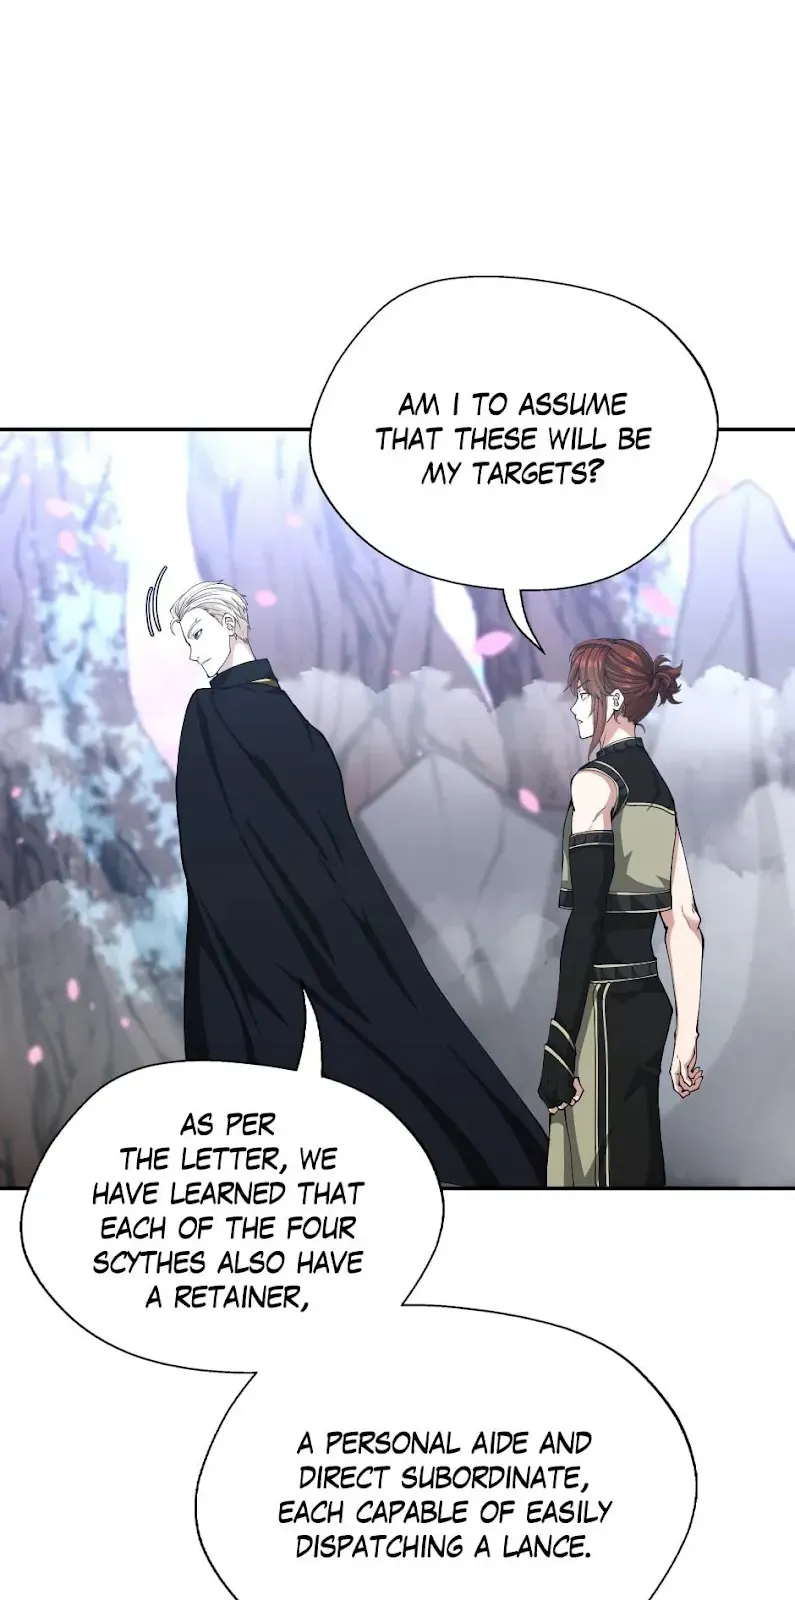 AM I TO ASSUME
THAT THESE WILL BE
MY TARGETS?
AS PER
THE LETTER, WE
HAVE LEARNED THAT
EACH OF THE FOUR
SCYTHES ALSO HAVE
A RETAINER,
A PERSONAL AIDE AND
DIRECT SUBORDINATE,
EACH CAPABLE OF EASILY
DISPATCHING A LANCE.